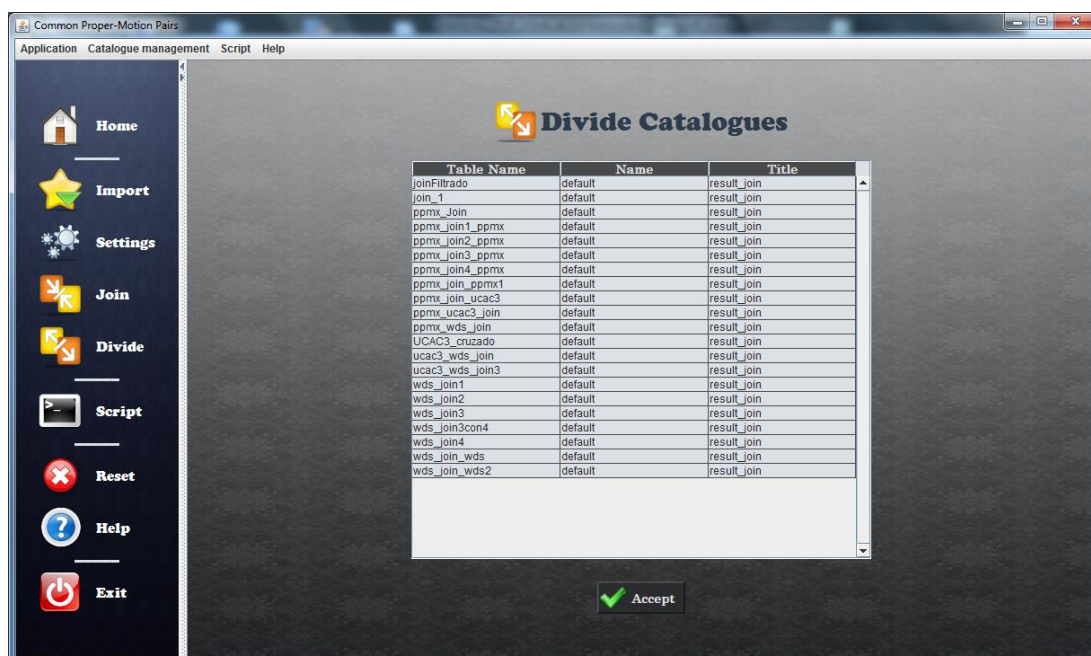 Common Proper-Motion Pairs
Application Catalogue management Script Help
Home
Import
Settings
Join
Divide
Script
Reset
Help
Exit
Divide Catalogues
Table Name Name Title
joinFiltrado default result_join
join_1 default result_join
ppmx_Join default result_join
ppmx_join1_ppmx default result_join
ppmx_join2_ppmx default result_join
ppmx_join3_ppmx default result_join
ppmx_join4_ppmx default result_join
ppmx_join_ppmx1 default result_join
ppmx_join_ucac3 default result_join
ppmx_ucac3_join default result_join
ppmx_wds_join default result_join
UCAC3_cruzado default result_join
ucac3_wds_join default result_join
ucac3_wds_join3 default result_join
wds_join1 default result_join
wds_join2 default result_join
wds_join3 default result_join
wds_join3con4 default result_join
wds_join4 default result_join
wds_join_wds default result_join
wds_join_wds2 default result_join
Accept